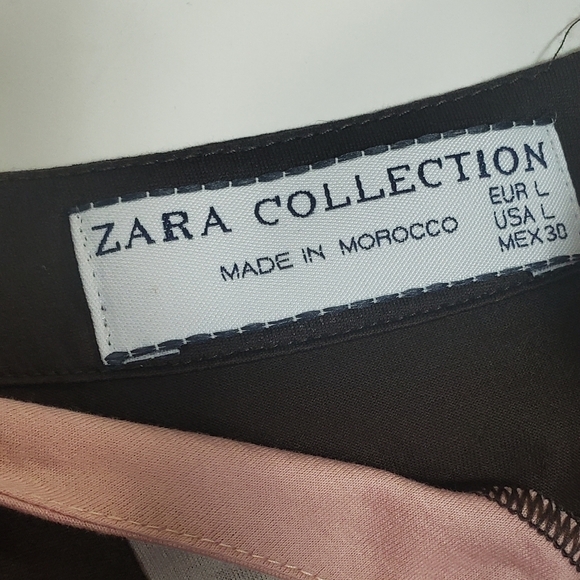 ZARA COLLECTION
MADE IN MOROCCO
EUR L
USA L
MEX 30